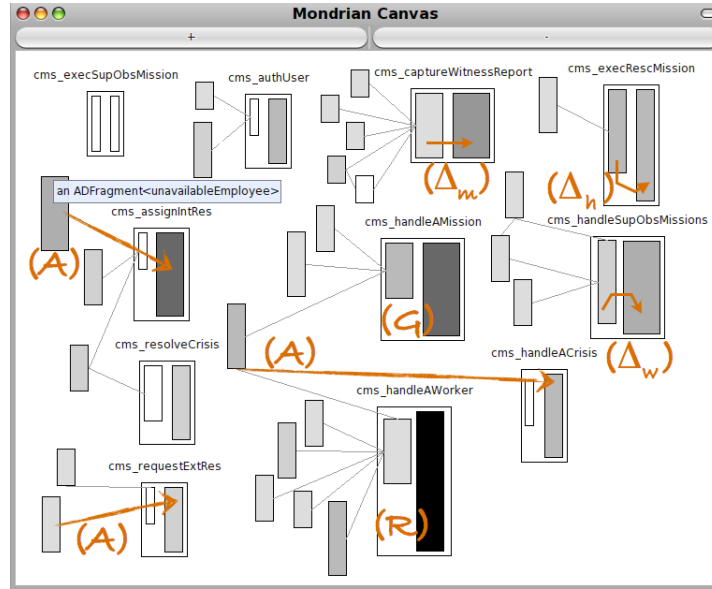 Mondrian Canvas
+ -
cms_execSupObsMission
cms_authUser
cms_captureWitnessReport
cms_execRescMission
(Δm)
(Δh)
an ADFragment<unavailableEmployee>
cms_assignIntRes
cms_handleAMission
cms_handleSupObsMissions
(A)
(G)
(A)
cms_resolveCrisis
cms_handleACrisis
(Δw)
cms_handleAWorker
cms_requestExtRes
(R)
(A)